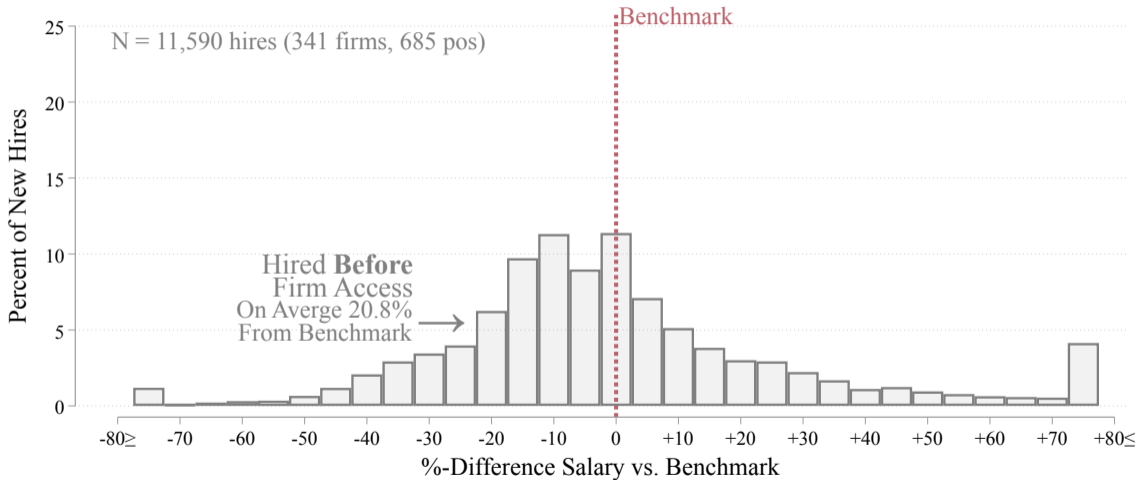 Benchmark
N = 11,590 hires (341 firms, 685 pos)
Percent of New Hires
25
20
15
10
5
0
Hired Before
Firm Access
On Averge 20.8%
From Benchmark
-80≥ -70 -60 -50 -40 -30 -20 -10 0 +10 +20 +30 +40 +50 +60 +70 +80≤
%-Difference Salary vs. Benchmark